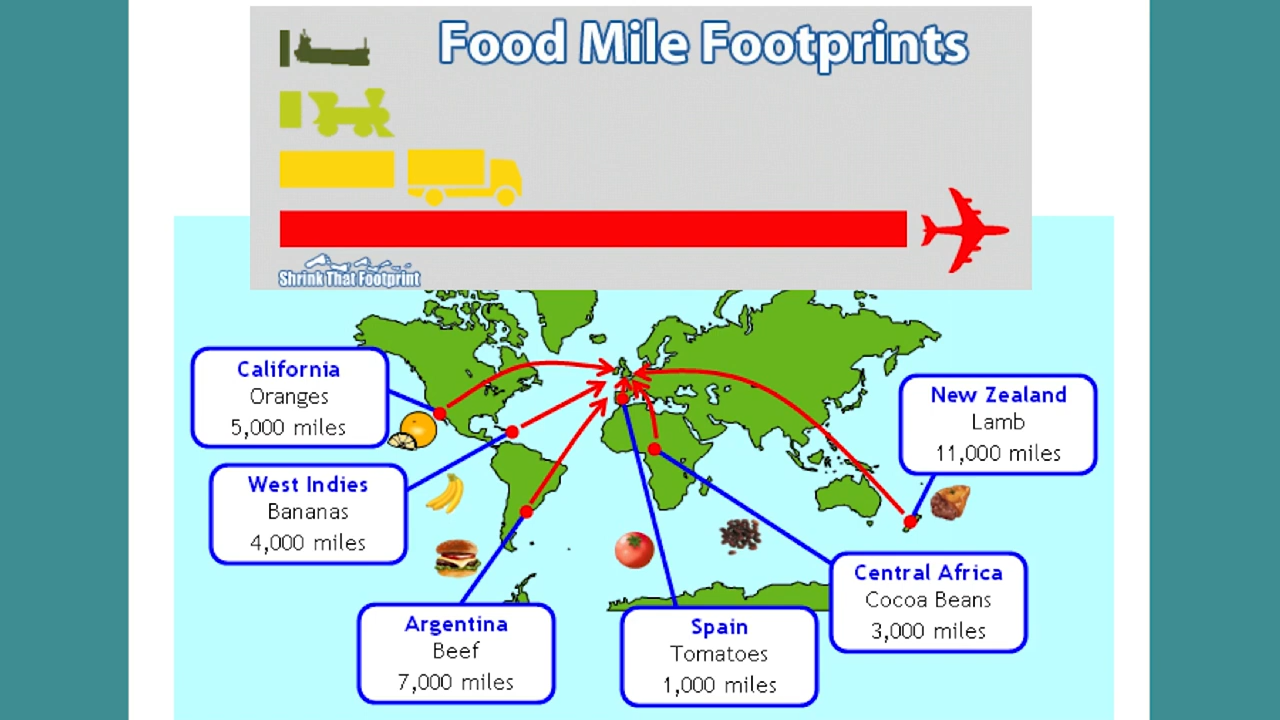 Food Mile Footprints
Shrink That Footprint
California
Oranges
5,000 miles
West Indies
Bananas
4,000 miles
Argentina
Beef
7,000 miles
Spain
Tomatoes
1,000 miles
Central Africa
Cocoa Beans
3,000 miles
New Zealand
Lamb
11,000 miles